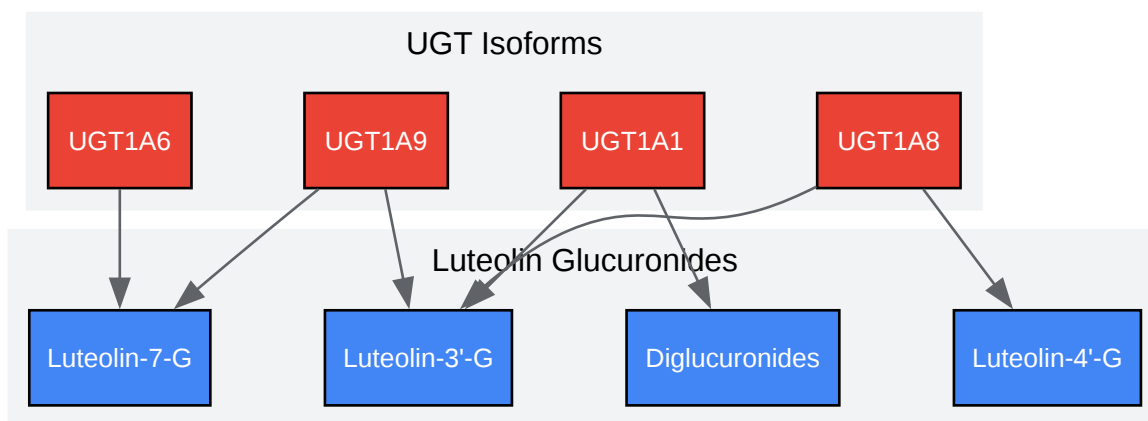 UGT Isoforms
UGT1A6
UGT1A9
UGT1A1
UGT1A8
Luteolin Glucuronides
Luteolin-7-G
Luteolin-3'-G
Diglucuronides
Luteolin-4'-G